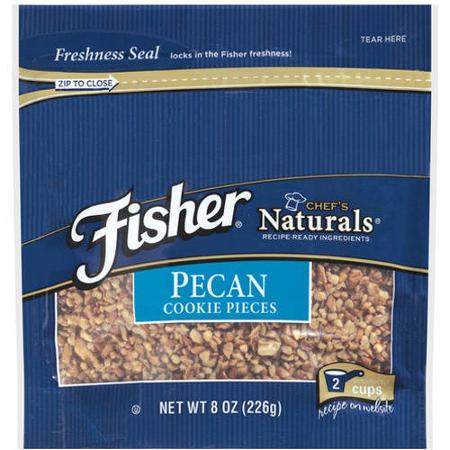 TEAR HERE
Freshness Seal locks in the Fisher freshness!
ZIP TO CLOSE
Fisher®
CHEF'S
Naturals®
RECIPE-READY INGREDIENTS
PECAN
COOKIE PIECES
2
cups
recipe on website
NET WT 8 OZ (226g)